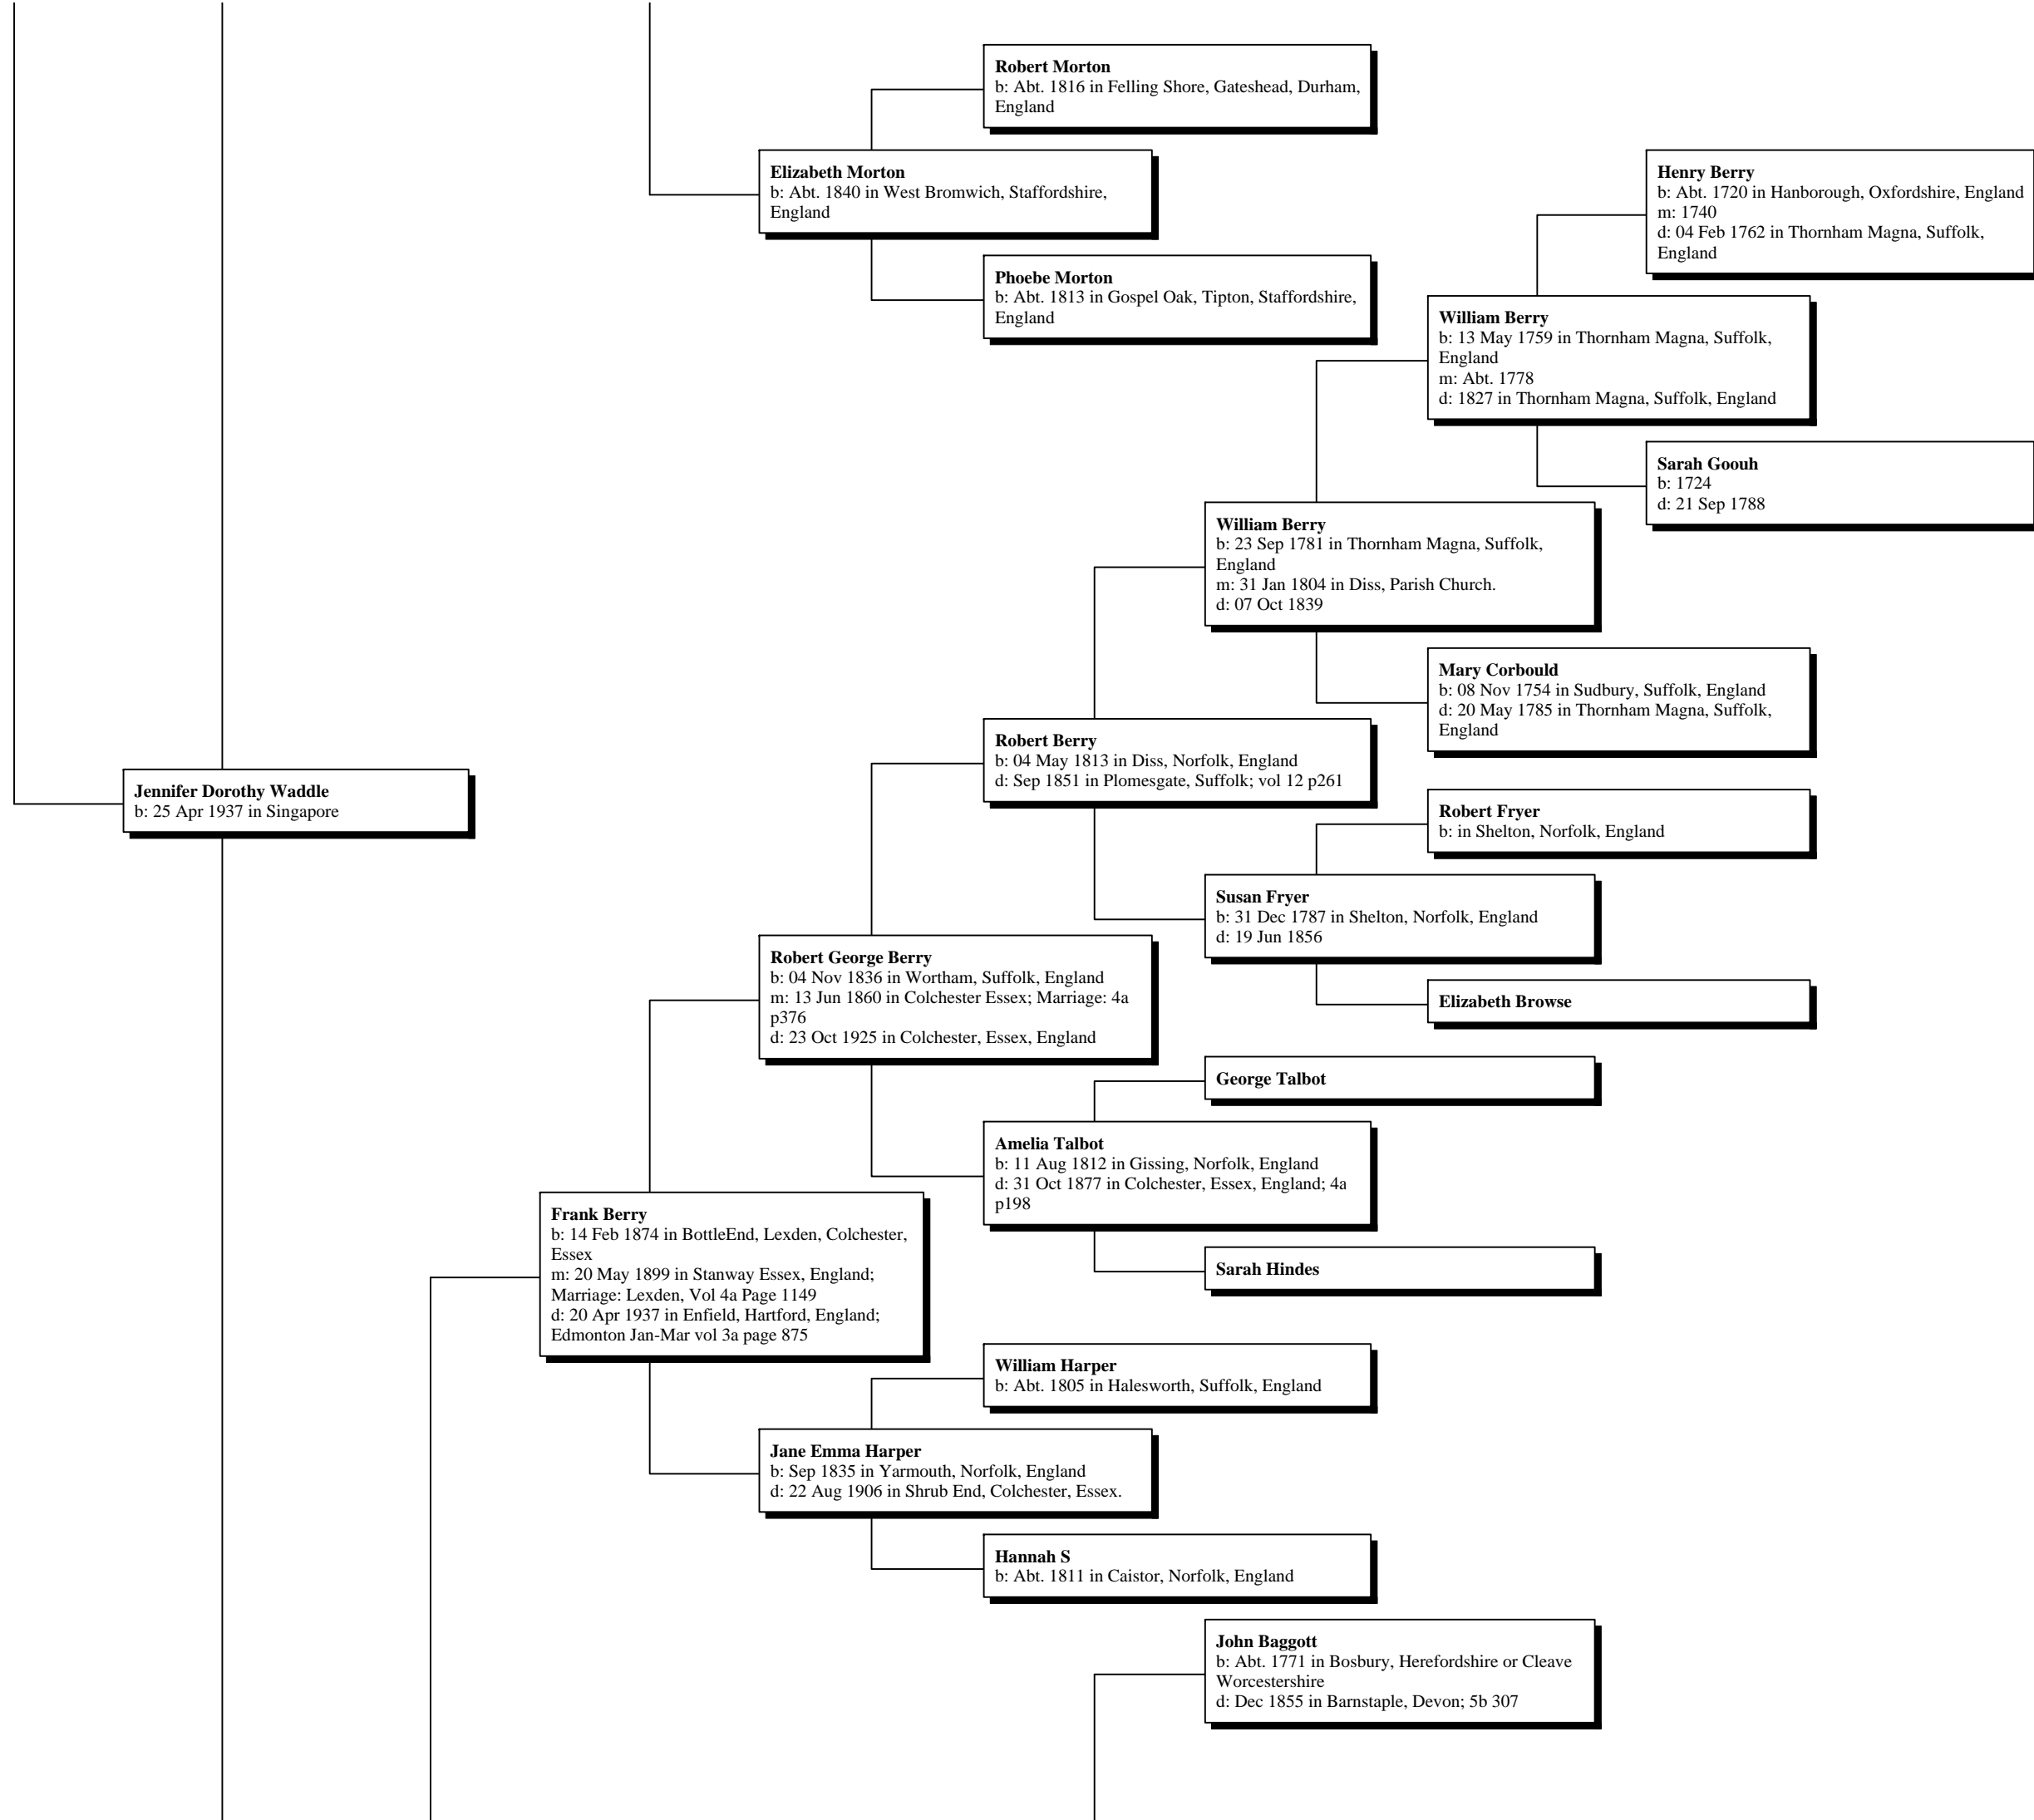 Robert Morton
b: Abt. 1816 in Felling Shore, Gateshead, Durham,
England
Elizabeth Morton
b: Abt. 1840 in West Bromwich, Staffordshire,
England
Henry Berry
b: Abt. 1720 in Hanborough, Oxfordshire, England
m: 1740
d: 04 Feb 1762 in Thornham Magna, Suffolk,
England
Phoebe Morton
b: Abt. 1813 in Gospel Oak, Tipton, Staffordshire,
England
William Berry
b: 13 May 1759 in Thornham Magna, Suffolk,
England
m: Abt. 1778
d: 1827 in Thornham Magna, Suffolk, England
Sarah Goouh
b: 1724
d: 21 Sep 1788
William Berry
b: 23 Sep 1781 in Thornham Magna, Suffolk,
England
m: 31 Jan 1804 in Diss, Parish Church.
d: 07 Oct 1839
Mary Corbould
b: 08 Nov 1754 in Sudbury, Suffolk, England
d: 20 May 1785 in Thornham Magna, Suffolk,
England
Robert Berry
b: 04 May 1813 in Diss, Norfolk, England
d: Sep 1851 in Plomesgate, Suffolk; vol 12 p261
Jennifer Dorothy Waddle
b: 25 Apr 1937 in Singapore
Robert Fryer
b: in Shelton, Norfolk, England
Susan Fryer
b: 31 Dec 1787 in Shelton, Norfolk, England
d: 19 Jun 1856
Robert George Berry
b: 04 Nov 1836 in Wortham, Suffolk, England
m: 13 Jun 1860 in Colchester Essex; Marriage: 4a
p376
d: 23 Oct 1925 in Colchester, Essex, England
Elizabeth Browse
George Talbot
Amelia Talbot
b: 11 Aug 1812 in Gissing, Norfolk, England
d: 31 Oct 1877 in Colchester, Essex, England; 4a
p198
Frank Berry
b: 14 Feb 1874 in BottleEnd, Lexden, Colchester,
Essex
m: 20 May 1899 in Stanway Essex, England;
Marriage: Lexden, Vol 4a Page 1149
d: 20 Apr 1937 in Enfield, Hartford, England;
Edmonton Jan-Mar vol 3a page 875
Sarah Hindes
William Harper
b: Abt. 1805 in Halesworth, Suffolk, England
Jane Emma Harper
b: Sep 1835 in Yarmouth, Norfolk, England
d: 22 Aug 1906 in Shrub End, Colchester, Essex.
Hannah S
b: Abt. 1811 in Caistor, Norfolk, England
John Baggott
b: Abt. 1771 in Bosbury, Herefordshire or Cleave
Worcestershire
d: Dec 1855 in Barnstaple, Devon; 5b 307